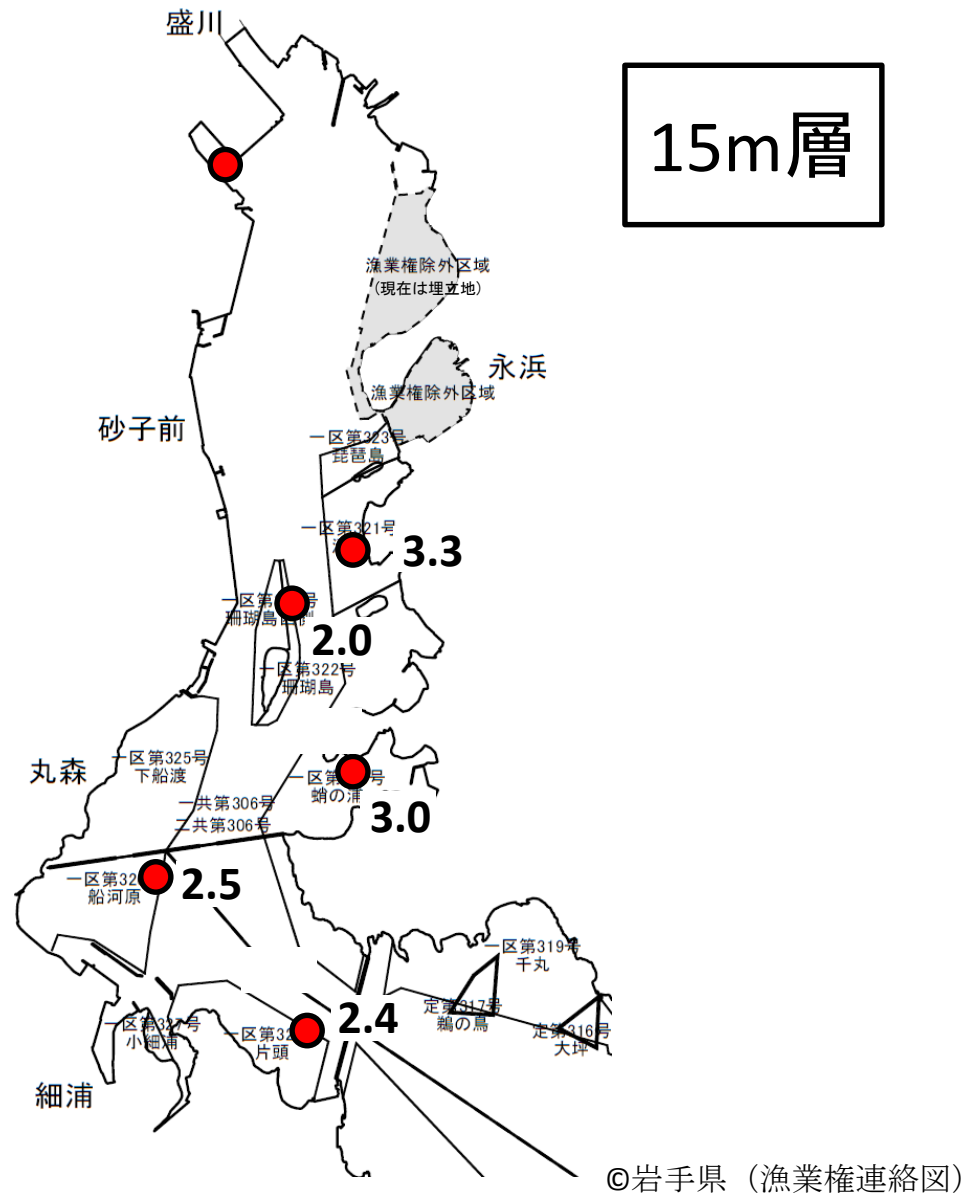 盛川
15m層
漁業権除外区域
(現在は埋立地)
永浜
漁業権除外区域
砂子前
一区第323号
琵琶島
一区第321号
3.3
一区第
号
珊瑚島
2.0
一区第322号
珊瑚島
丸森
一区第325号
下船渡
一区第
号
蛸の浦
3.0
一共第306号
二共第306号
一区第32
船河原
2.5
一区第319号
千丸
定第317号
鵜の鳥
定第316号
大坪
2.4
一区第327号
小細浦
一区第32
片頭
細浦
©岩手県（漁業権連絡図）